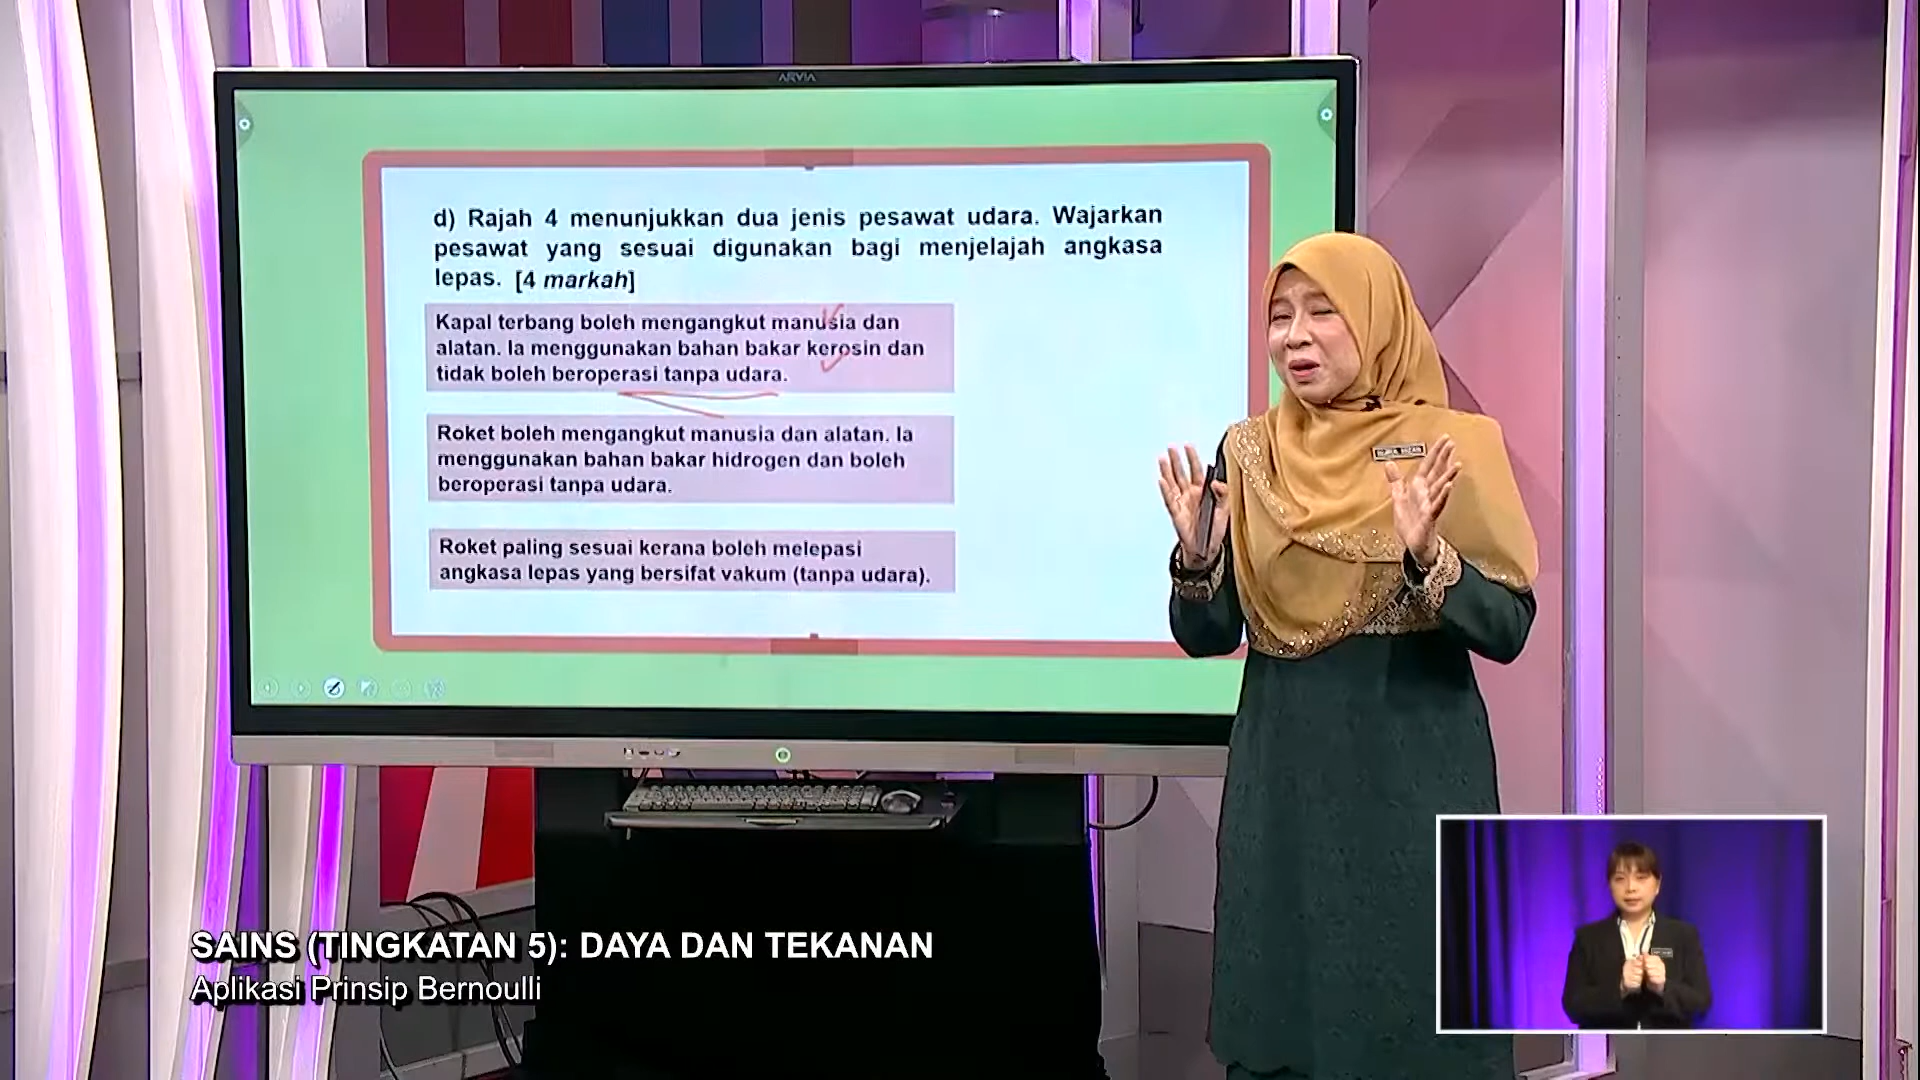 ARVIA
d) Rajah 4 menunjukkan dua jenis pesawat udara. Wajarkan
pesawat yang sesuai digunakan bagi menjelajah angkasa
lepas. [4 markah]
Kapal terbang boleh mengangkut manusia dan
alatan. Ia menggunakan bahan bakar kerosin dan
tidak boleh beroperasi tanpa udara.
Roket boleh mengangkut manusia dan alatan. Ia
menggunakan bahan bakar hidrogen dan boleh
beroperasi tanpa udara.
Roket paling sesuai kerana boleh melepasi
angkasa lepas yang bersifat vakum (tanpa udara).
SAINS (TINGKATAN 5): DAYA DAN TEKANAN
Aplikasi Prinsip Bernoulli